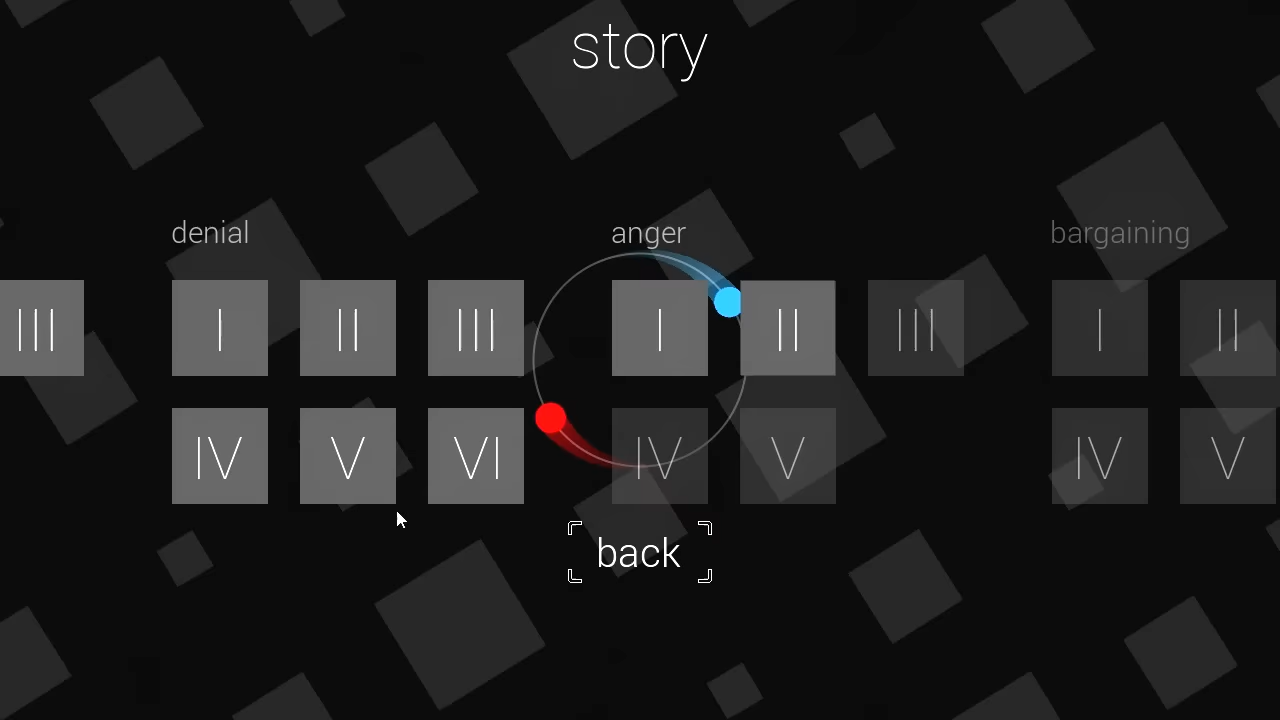 story
denial anger bargaining
III I II III I II III I II
IV V VI IV V IV V
back